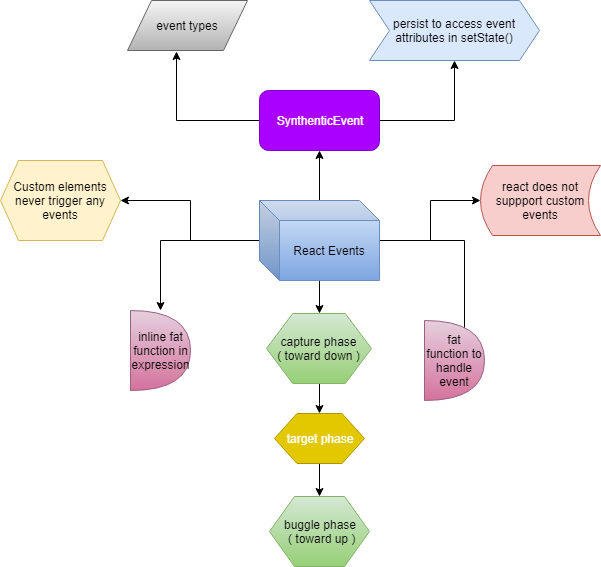 event types
persist to access event
attributes in setState()
SynthenticEvent
Custom elements
never trigger any
events
react does not
suppport custom
events
React Events
inline fat
function in
expression
capture phase
( toward down )
fat
function to
handle
event
target phase
buggle phase
( toward up )